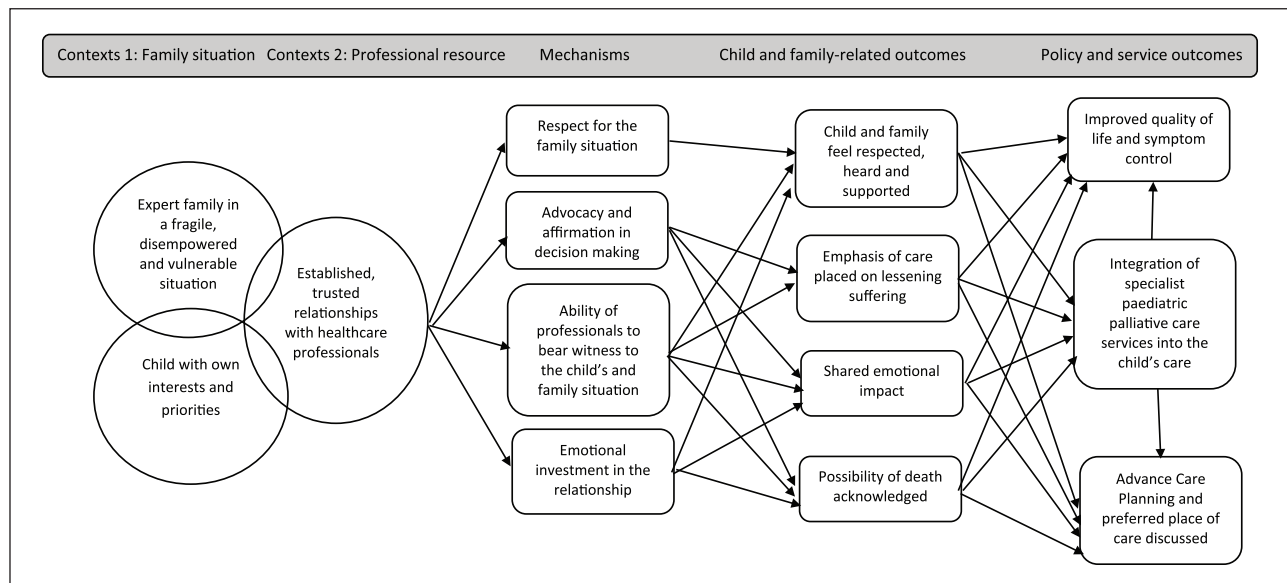 Contexts 1: Family situation
Contexts 2: Professional resource
Mechanisms
Child and family-related outcomes
Policy and service outcomes
Expert family in
a fragile,
disempowered
and vulnerable
situation
Child with own
interests and
priorities
Established,
trusted
relationships
with healthcare
professionals
Respect for the
family situation
Advocacy and
affirmation in
decision making
Ability of
professionals to
bear witness to
the child's and
family situation
Emotional
investment in the
relationship
Child and family
feel respected,
heard and
supported
Emphasis of care
placed on lessening
suffering
Shared emotional
impact
Possibility of death
acknowledged
Improved quality of
life and symptom
control
Integration of
specialist
paediatric
palliative care
services into the
child's care
Advance Care
Planning and
preferred place of
care discussed